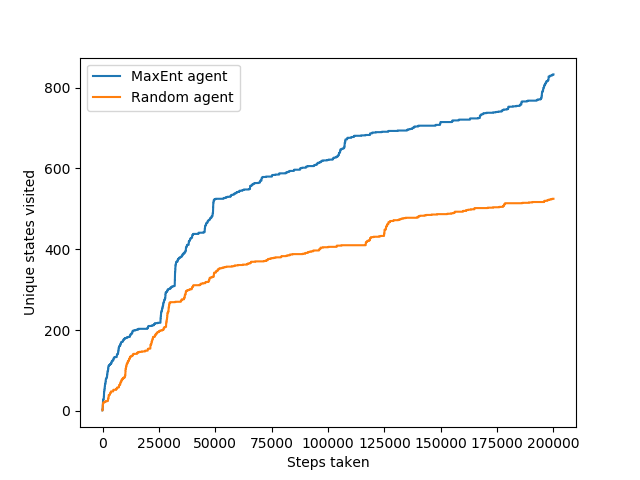 MaxEnt agent
Random agent
800
600
400
200
0
Unique states visited
0 25000 50000 75000 100000 125000 150000 175000 200000
Steps taken